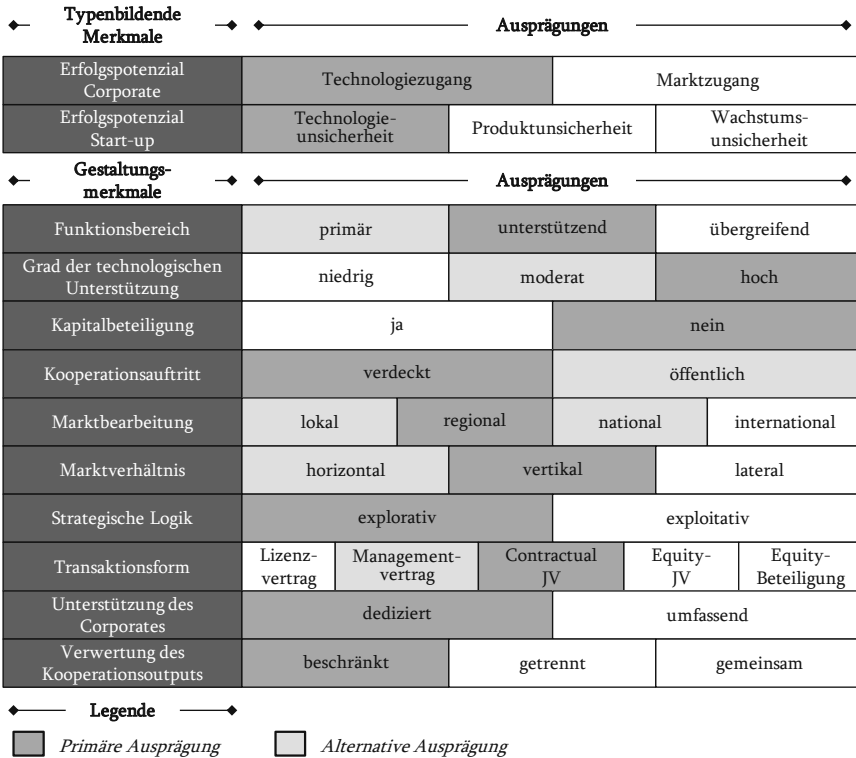 Typenbildende
Merkmale
Ausprägungen
Erfolgspotenzial
Corporate
Technologiezugang
Marktzugang
Erfolgspotenzial
Start-up
Technologie-
unsicherheit
Produktunsicherheit
Wachstums-
unsicherheit
Gestaltungs-
merkmale
Ausprägungen
Funktionsbereich
primär
unterstützend
übergreifend
Grad der technologischen
Unterstützung
niedrig
moderat
hoch
Kapitalbeteiligung
ja
nein
Kooperationsauftritt
verdeckt
öffentlich
Marktbearbeitung
lokal
regional
national
international
Marktverhältnis
horizontal
vertikal
lateral
Strategische Logik
explorativ
exploitativ
Transaktionsform
Lizenz-
vertrag
Management-
vertrag
Contractual
JV
Equity-
JV
Equity-
Beteiligung
Unterstützung des
Corporates
dediziert
umfassend
Verwertung des
Kooperationsoutputs
beschränkt
getrennt
gemeinsam
Legende
Primäre Ausprägung
Alternative Ausprägung